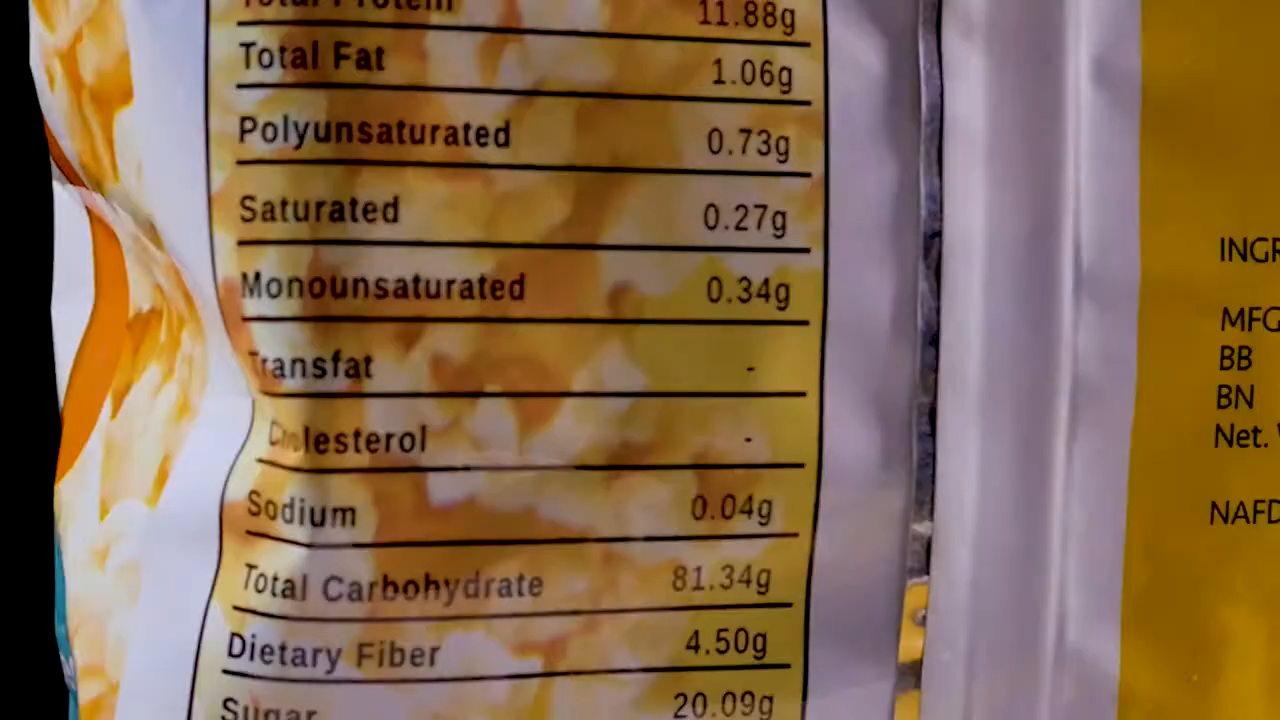 Total Protein 11.88g
Total Fat 1.06g
Polyunsaturated 0.73g
Saturated 0.27g
Monounsaturated 0.34g
Transfat -
Cholesterol -
Sodium 0.04g
Total Carbohydrate 81.34g
Dietary Fiber 4.50g
Sugar 20.09g
INGR
MFG
BB
BN
Net.
NAFD